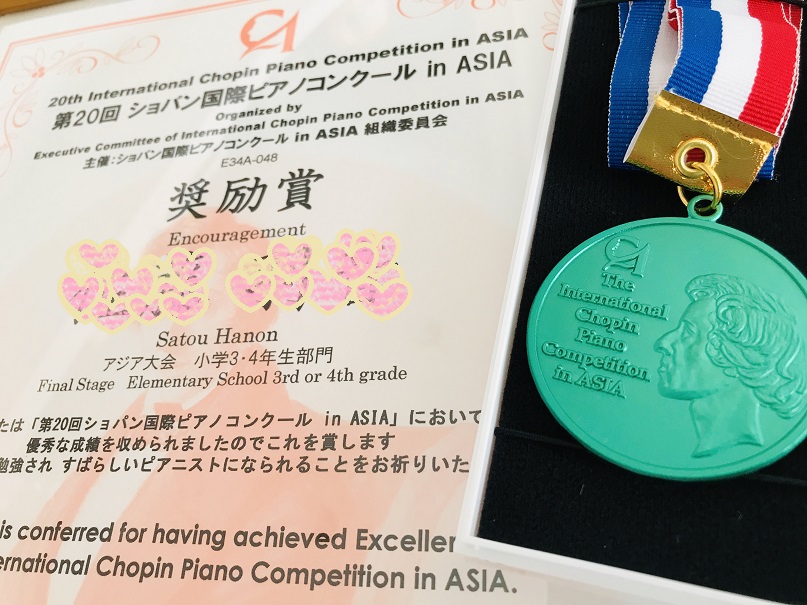 CA
20th International Chopin Piano Competition in ASIA
第20回 ショパン国際ピアノコンクール in ASIA
Organized by
Executive Committee of International Chopin Piano Competition in ASIA
主催：ショパン国際ピアノコンクール in ASIA 組織委員会
E34A-048
奨励賞
Encouragement
Satou Hanon
アジア大会 小学3・4年生部門
Final Stage Elementary School 3rd or 4th grade
たは「第20回ショパン国際ピアノコンクール in ASIA」において
優秀な成績を収められましたのでこれを賞します
勉強され すばらしいピアニストになられることをお祈りいた
is conferred for having achieved Excellen
ernational Chopin Piano Competition in ASIA.
CA
The
International
Chopin
Piano
Competition
in ASIA